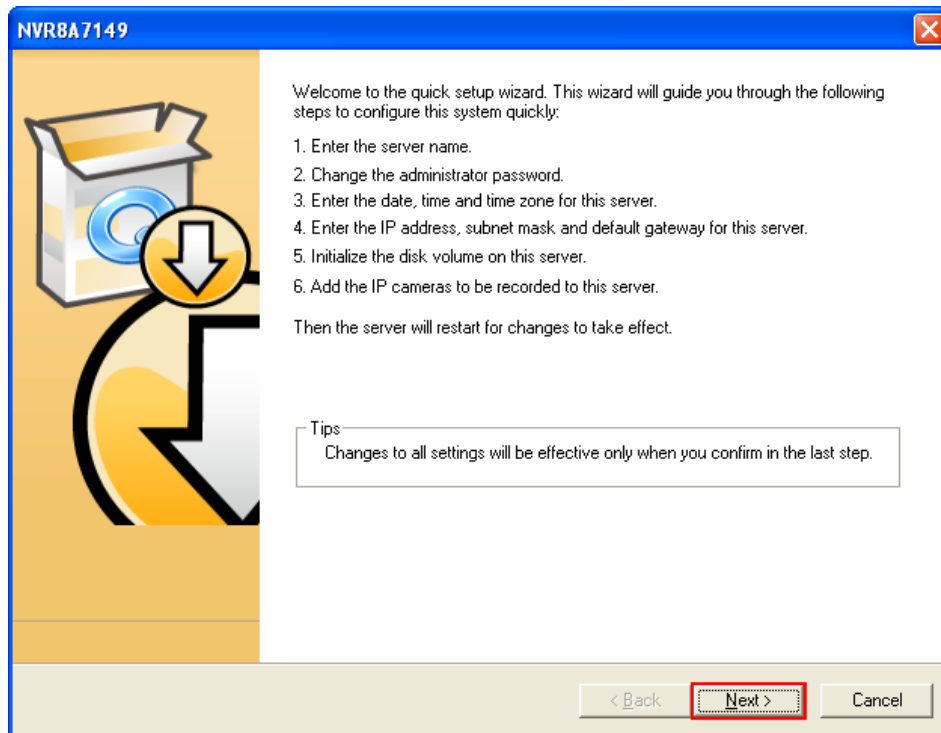 NVR8A7149
Welcome to the quick setup wizard. This wizard will guide you through the following
steps to configure this system quickly:
1. Enter the server name.
2. Change the administrator password.
3. Enter the date, time and time zone for this server.
4. Enter the IP address, subnet mask and default gateway for this server.
5. Initialize the disk volume on this server.
6. Add the IP cameras to be recorded to this server.
Then the server will restart for changes to take effect.
Tips
Changes to all settings will be effective only when you confirm in the last step.
< Back Next > Cancel